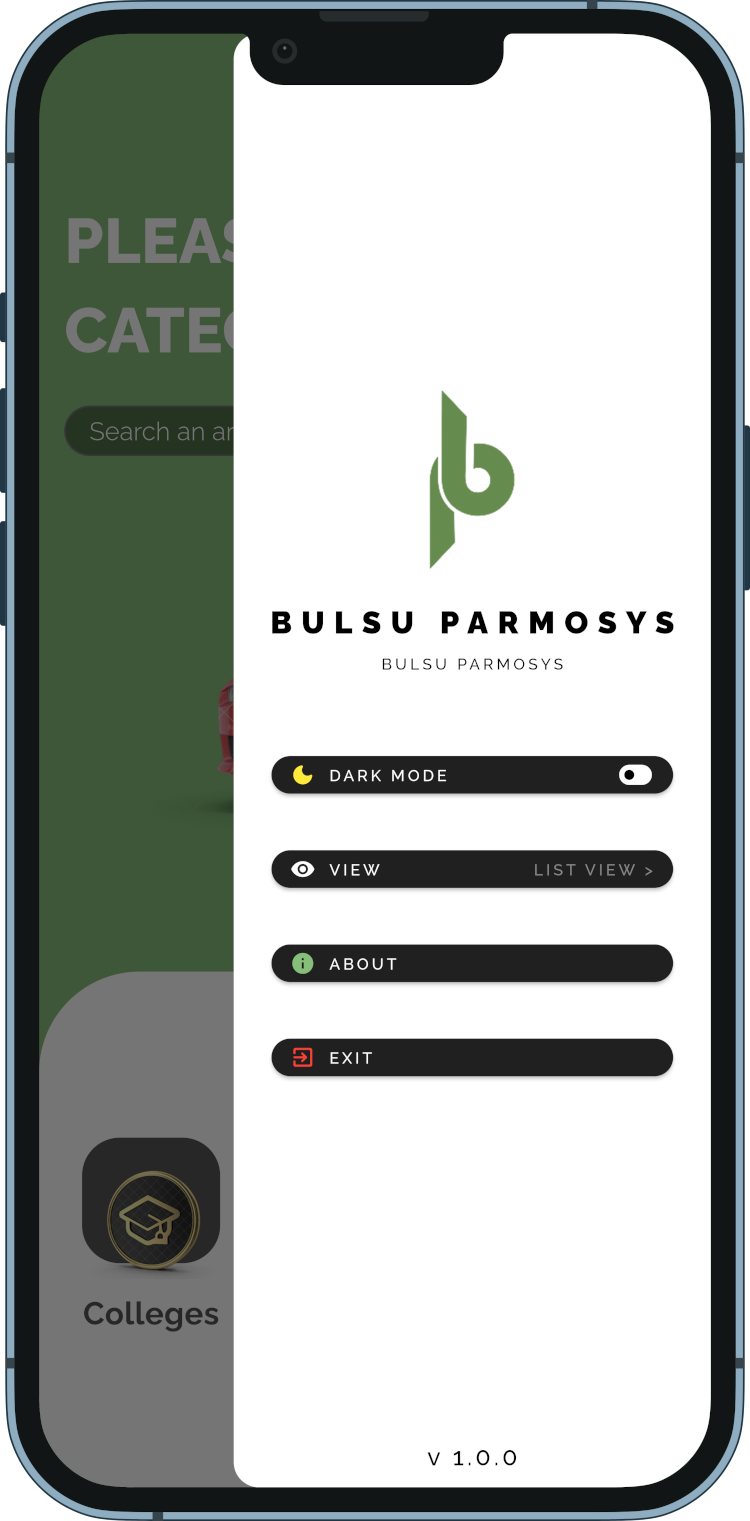 PLEAS
CATEG
Search an ar
Colleges
BULSU PARMOSYS
BULSU PARMOSYS
DARK MODE
VIEW LIST VIEW >
ABOUT
EXIT
v 1.0.0